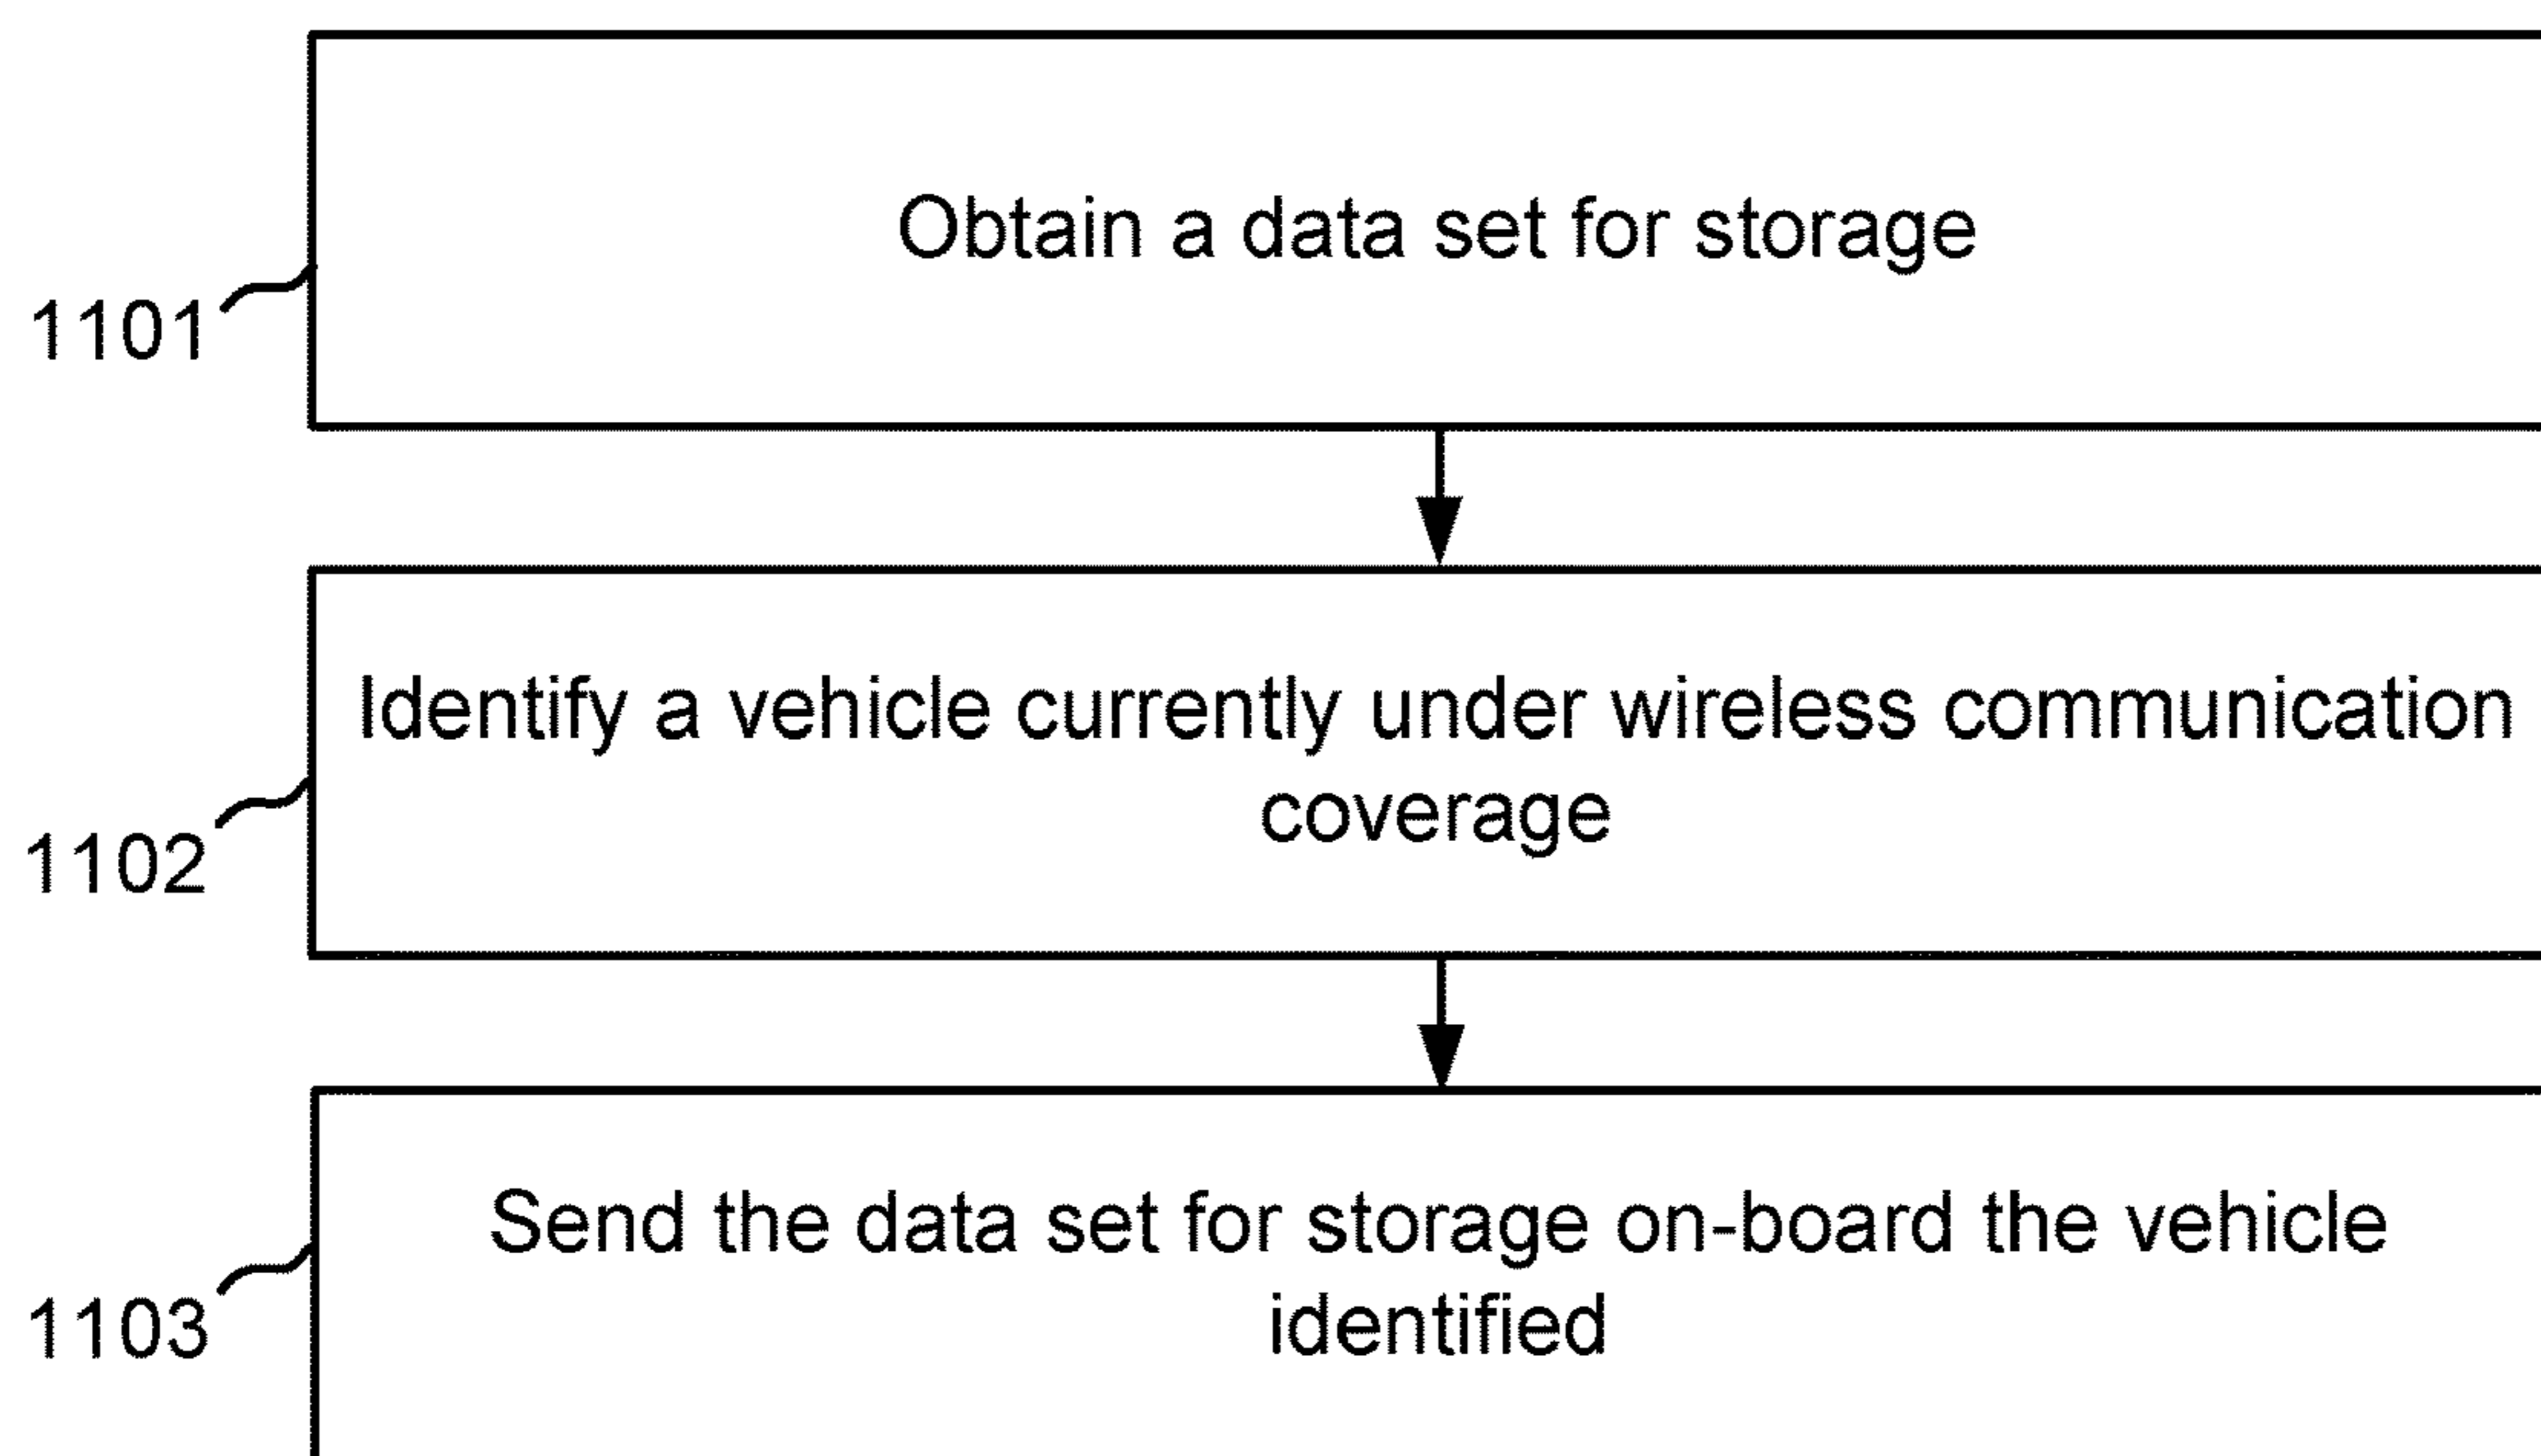 Obtain a data set for storage
1101
Identify a vehicle currently under wireless communication
coverage
1102
Send the data set for storage on-board the vehicle
identified
1103